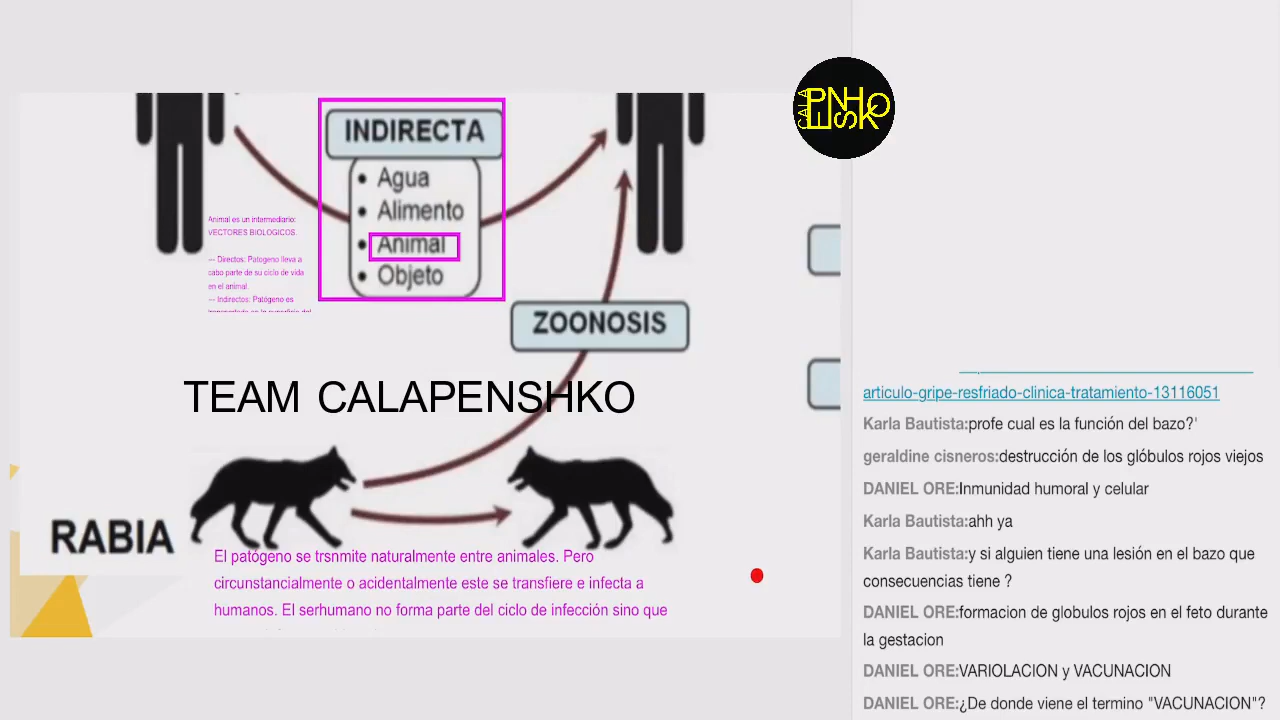 INDIRECTA
• Agua
• Alimento
• Animal
• Objeto
Animal es un intermediario:
VECTORES BIOLOGICOS.
--- Directos: Patogeno lleva a
cabo parte de su ciclo de vida
en el animal.
--- Indirectos: Patógeno es
ZOONOSIS
TEAM CALAPENSHKO
RABIA
El patógeno se trsnmite naturalmente entre animales. Pero
circunstancialmente o acidentalmente este se transfiere e infecta a
humanos. El serhumano no forma parte del ciclo de infección sino que
CALA
PENSHKO
articulo-gripe-resfriado-clinica-tratamiento-13116051
Karla Bautista:profe cual es la función del bazo?'
geraldine cisneros:destrucción de los glóbulos rojos viejos
DANIEL ORE:Inmunidad humoral y celular
Karla Bautista:ahh ya
Karla Bautista:y si alguien tiene una lesión en el bazo que
consecuencias tiene ?
DANIEL ORE:formacion de globulos rojos en el feto durante
la gestacion
DANIEL ORE:VARIOLACION y VACUNACION
DANIEL ORE:¿De donde viene el termino "VACUNACION"?